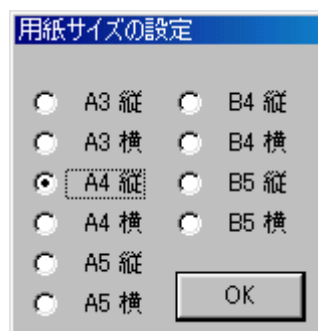 用紙サイズの設定
A3 縦 B4 縦
A3 横 B4 横
A4 縦 B5 縦
A4 横 B5 横
A5 縦
A5 横 OK